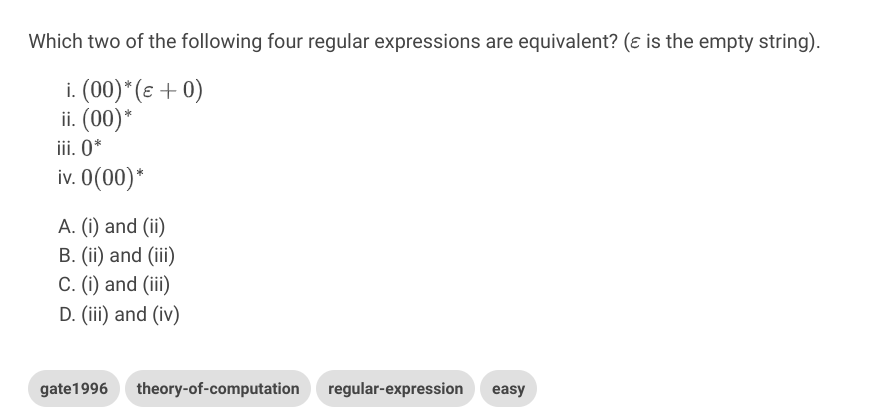 Which two of the following four regular expressions are equivalent? (ε is the empty string).
i. (00)*(ε + 0)
ii. (00)*
iii. 0*
iv. 0(00)*
A. (i) and (ii)
B. (ii) and (iii)
C. (i) and (iii)
D. (iii) and (iv)
gate1996 theory-of-computation regular-expression easy